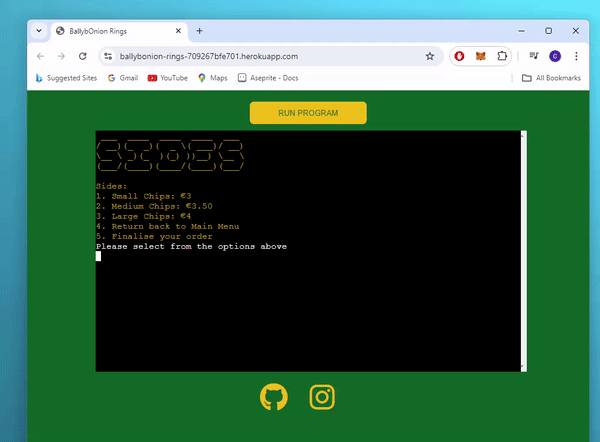 BallybOnion Rings
ballybonion-rings-709267bfe701.herokuapp.com
Suggested Sites Gmail YouTube Maps Aseprite - Docs All Bookmarks
RUN PROGRAM
SIDES
Sides:
1. Small Chips: €3
2. Medium Chips: €3.50
3. Large Chips: €4
4. Return back to Main Menu
5. Finalise your order
Please select from the options above